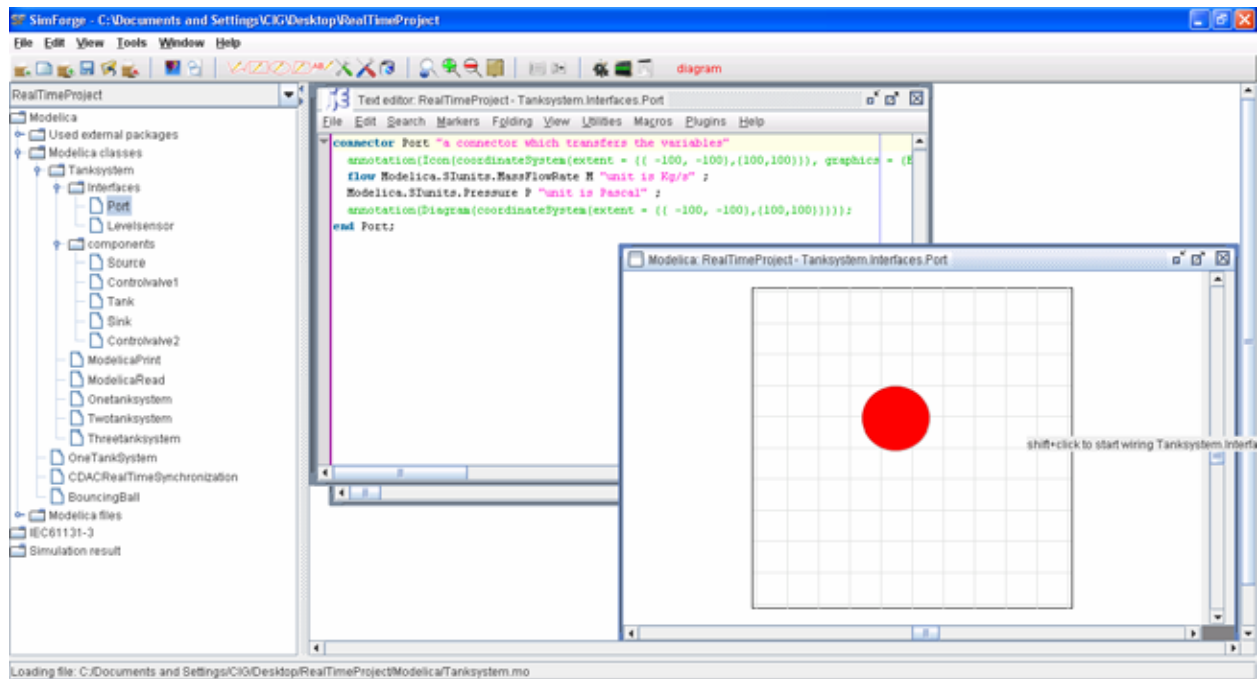 SimForge - C:\Documents and Settings\CIG\Desktop\RealTimeProject
File Edit View Tools Window Help
diagram
RealTimeProject
Modelica
Used external packages
Modelica classes
Tanksystem
Interfaces
Port
Levelsensor
components
Source
Controlvalve1
Tank
Sink
Controlvalve2
ModelicaPrint
ModelicaRead
Onetanksystem
Twotanksystem
Threetanksystem
OneTankSystem
CDACRealTimeSynchronization
BouncingBall
Modelica files
IEC61131-3
Simulation result
Text editor: RealTimeProject - Tanksystem.Interfaces.Port
File Edit Search Markers Folding View Utilities Macros Plugins Help
connector Port "a connector which transfers the variables"
annotation(Icon(coordinateSystem(extent = {{ -100, -100},{100,100}}), graphics = {E
flow Modelica.SIunits.MassFlowRate M "unit is Kg/s" ;
Modelica.SIunits.Pressure P "unit is Pascal" ;
annotation(Diagram(coordinateSystem(extent = {{ -100, -100},{100,100}})));
end Port;
Modelica: RealTimeProject - Tanksystem.Interfaces.Port
shift+click to start wiring Tanksystem.Interfa
Loading file: C:/Documents and Settings/CIG/Desktop/RealTimeProject/Modelica/Tanksystem.mo